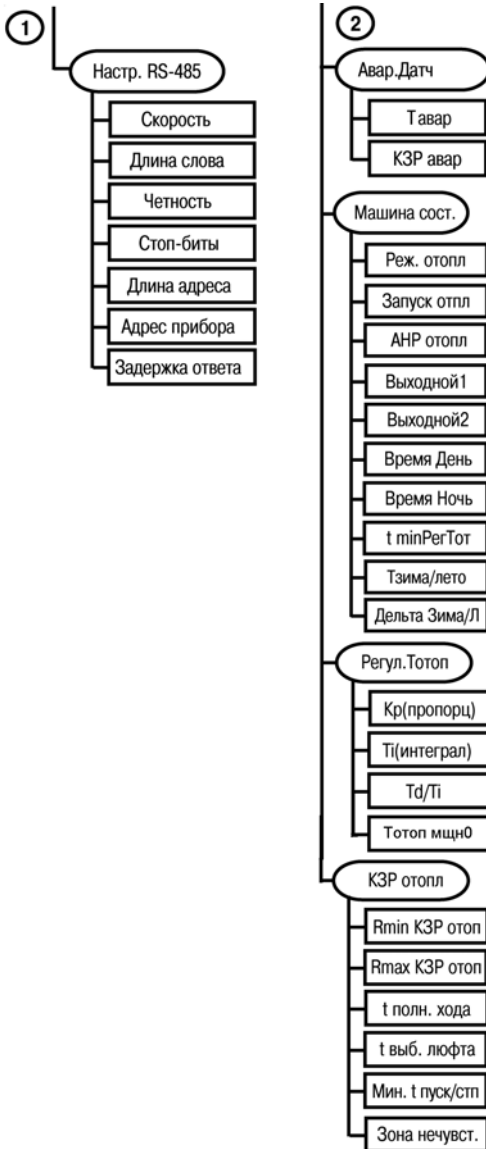 1
Настр. RS-485
Скорость
Длина слова
Четность
Стоп-биты
Длина адреса
Адрес прибора
Задержка ответа
2
Авар.Датч
Тавар
КЗР авар
Машина сост.
Реж. отопл
Запуск отпл
АНР отопл
Выходной1
Выходной2
Время День
Время Ночь
t minРегТот
Тзима/лето
Дельта Зима/Л
Регул.Тотоп
Кр(пропорц)
Ti(интеграл)
Td/Ti
Тотоп мщн0
КЗР отопл
Rmin КЗР отоп
Rmax КЗР отоп
t полн. хода
t выб. люфта
Мин. t пуск/стп
Зона нечувст.